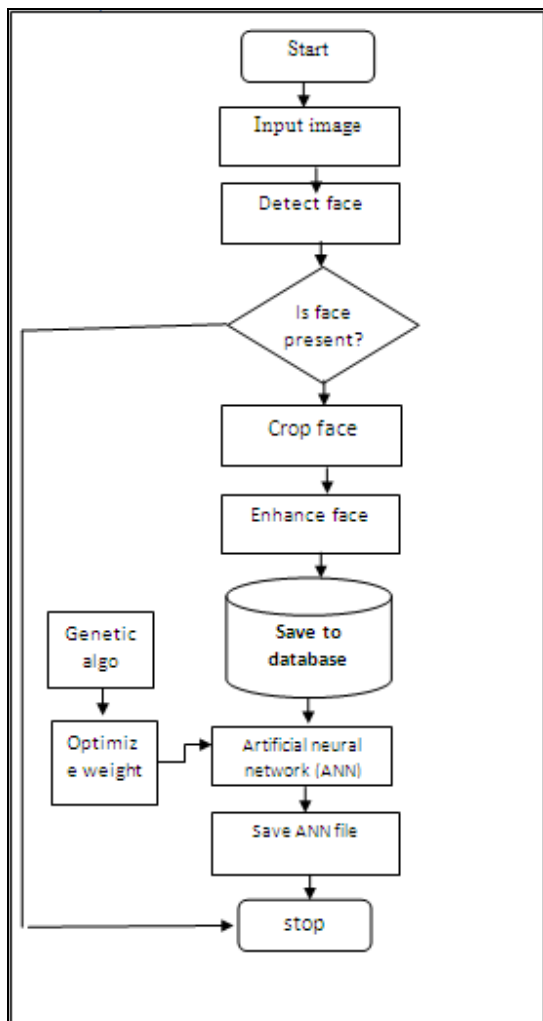 Start
Input image
Detect face
Is face
present?
Crop face
Enhance face
Save to
database
Genetic
algo
Optimiz
e weight
Artificial neural
network (ANN)
Save ANN file
stop